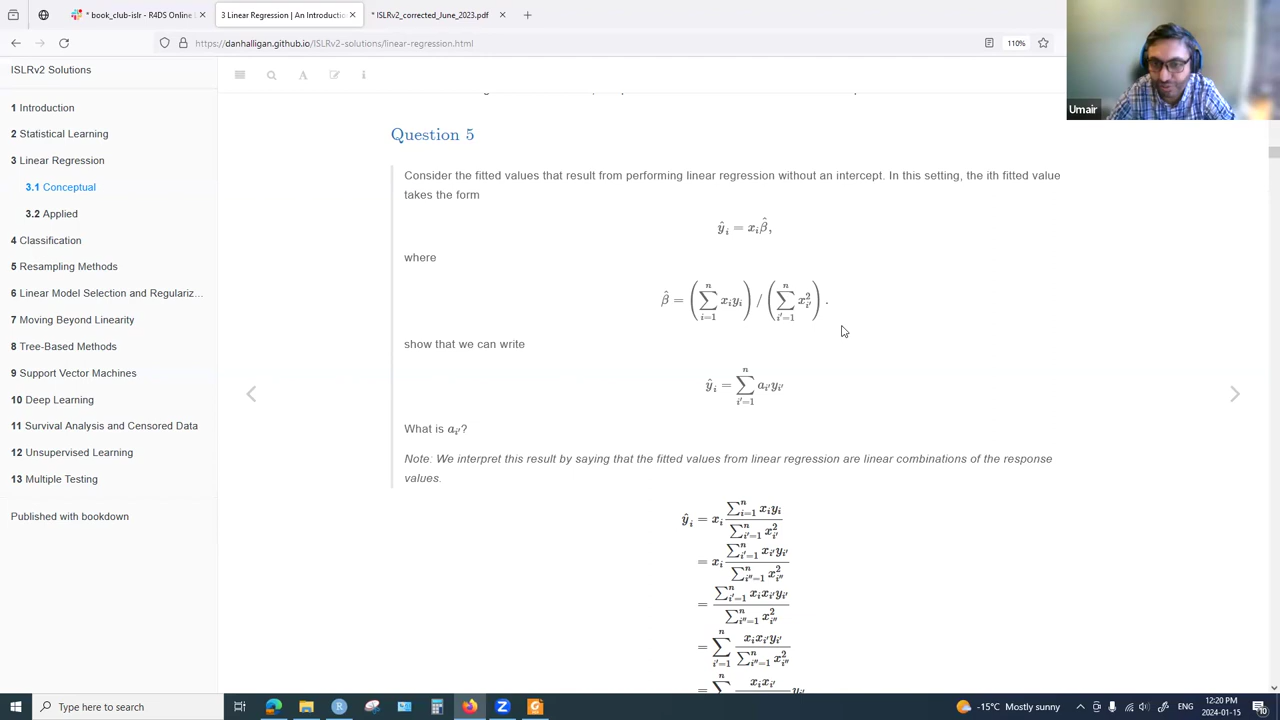 * book_club-islr - R4DS Online
3 Linear Regression | An Introduc
* ISLRv2_corrected_June_2023.pdf
https://danhalligan.github.io/ISLRv2-solutions/linear-regression.html
110%
Umair
ISLRv2 Solutions
1 Introduction
2 Statistical Learning
3 Linear Regression
3.1 Conceptual
3.2 Applied
4 Classification
5 Resampling Methods
6 Linear Model Selection and Regulariz...
7 Moving Beyond Linearity
8 Tree-Based Methods
9 Support Vector Machines
10 Deep Learning
11 Survival Analysis and Censored Data
12 Unsupervised Learning
13 Multiple Testing
Published with bookdown
Question 5
Consider the fitted values that result from performing linear regression without an intercept. In this setting, the ith fitted value
takes the form
ŷ_i = x_i β̂,
where
β̂ = (∑_{i=1}^n x_i y_i) / (∑_{i'=1}^n x_{i'}^2).
show that we can write
ŷ_i = ∑_{i'=1}^n a_{i'} y_{i'}
What is a_{i'}?
Note: We interpret this result by saying that the fitted values from linear regression are linear combinations of the response
values.
ŷ_i = x_i \frac{∑_{i=1}^n x_i y_i}{∑_{i'=1}^n x_{i'}^2}
= x_i \frac{∑_{i'=1}^n x_{i'} y_{i'}}{∑_{i''=1}^n x_{i''}^2}
= \frac{∑_{i'=1}^n x_i x_{i'} y_{i'}}{∑_{i''=1}^n x_{i''}^2}
= ∑_{i'=1}^n \frac{x_i x_{i'} y_{i'}}{∑_{i''=1}^n x_{i''}^2}
= ∑^n x_i x_{i'} y_{i'}
Type here to search
-15°C Mostly sunny
12:20 PM
2024-01-15
10